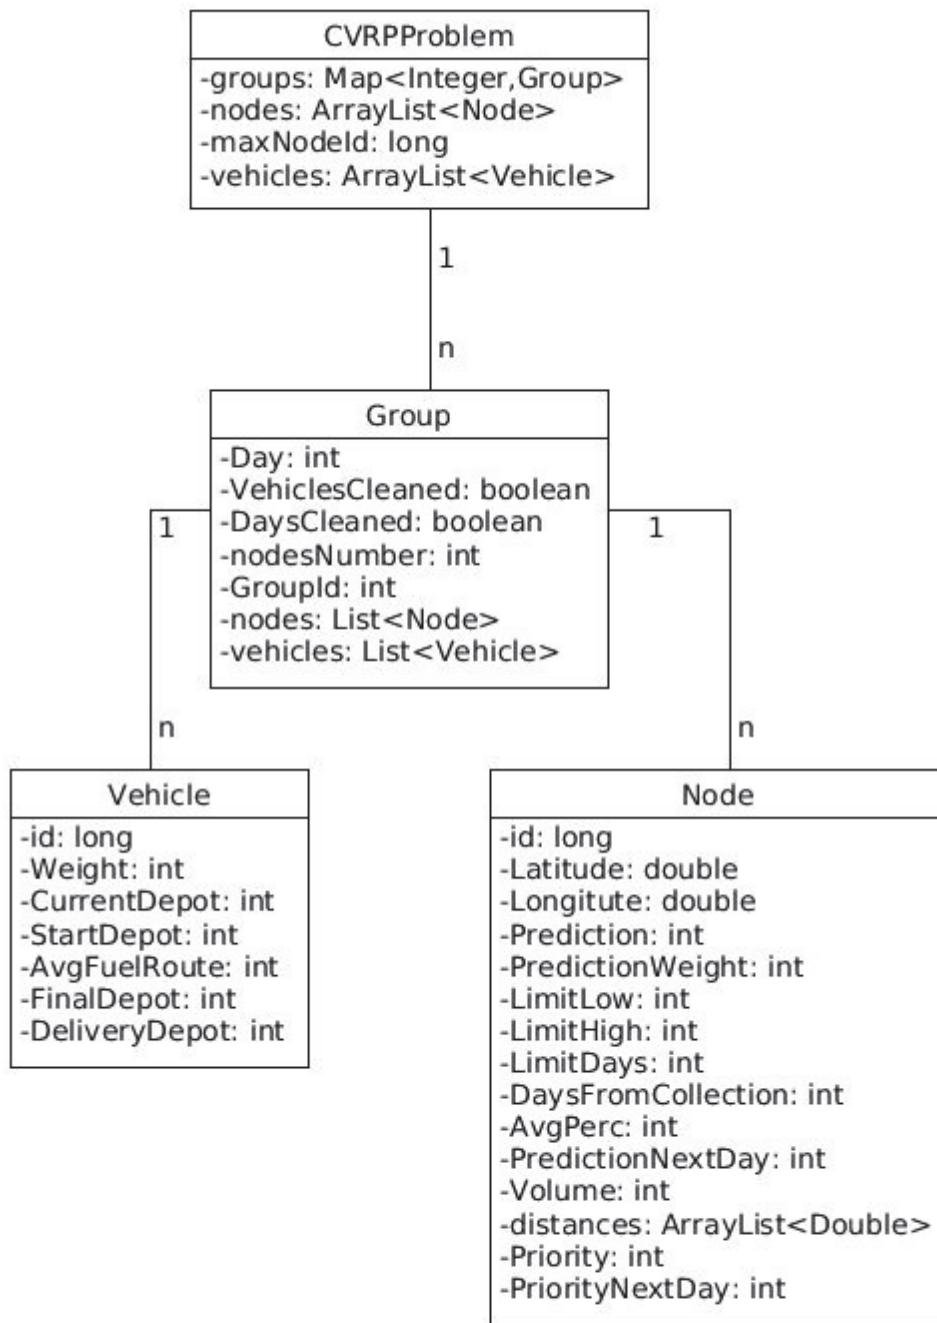 CVRPProblem
-groups: Map<Integer,Group>
-nodes: ArrayList<Node>
-maxNodeId: long
-vehicles: ArrayList<Vehicle>
1
n
Group
-Day: int
-VehiclesCleaned: boolean
-DaysCleaned: boolean
-nodesNumber: int
-GroupId: int
-nodes: List<Node>
-vehicles: List<Vehicle>
1
1
n
n
Vehicle
-id: long
-Weight: int
-CurrentDepot: int
-StartDepot: int
-AvgFuelRoute: int
-FinalDepot: int
-DeliveryDepot: int
Node
-id: long
-Latitude: double
-Longitute: double
-Prediction: int
-PredictionWeight: int
-LimitLow: int
-LimitHigh: int
-LimitDays: int
-DaysFromCollection: int
-AvgPerc: int
-PredictionNextDay: int
-Volume: int
-distances: ArrayList<Double>
-Priority: int
-PriorityNextDay: int